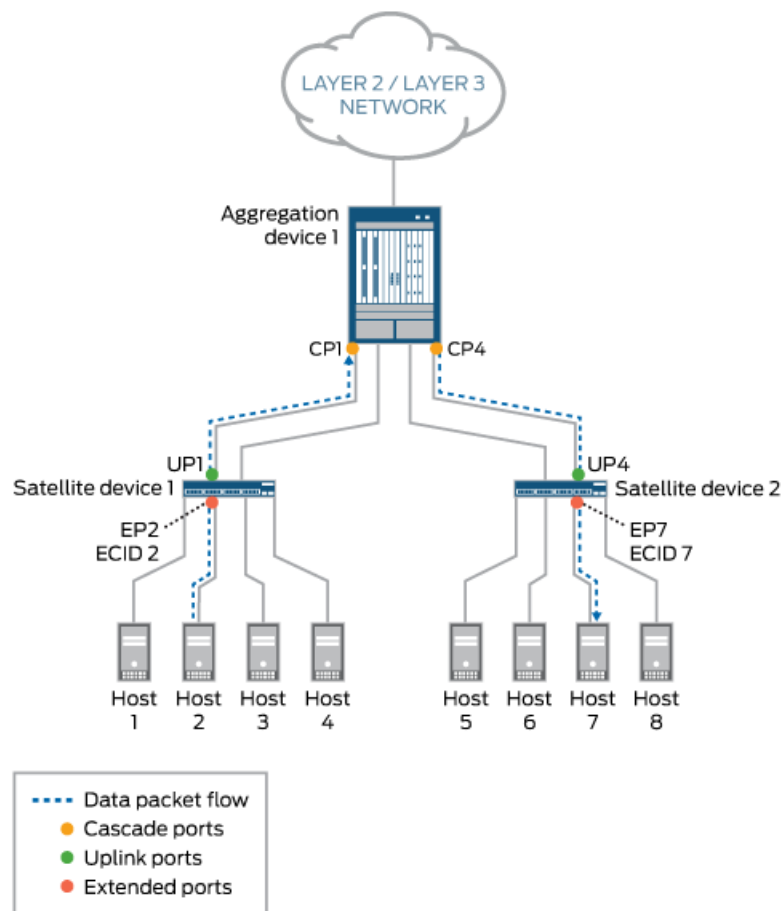 LAYER 2 / LAYER 3
NETWORK
Aggregation
device 1
CP1
CP4
UP1
UP4
Satellite device 1
Satellite device 2
EP2
ECID 2
EP7
ECID 7
Host
1
Host
2
Host
3
Host
4
Host
5
Host
6
Host
7
Host
8
Data packet flow
Cascade ports
Uplink ports
Extended ports